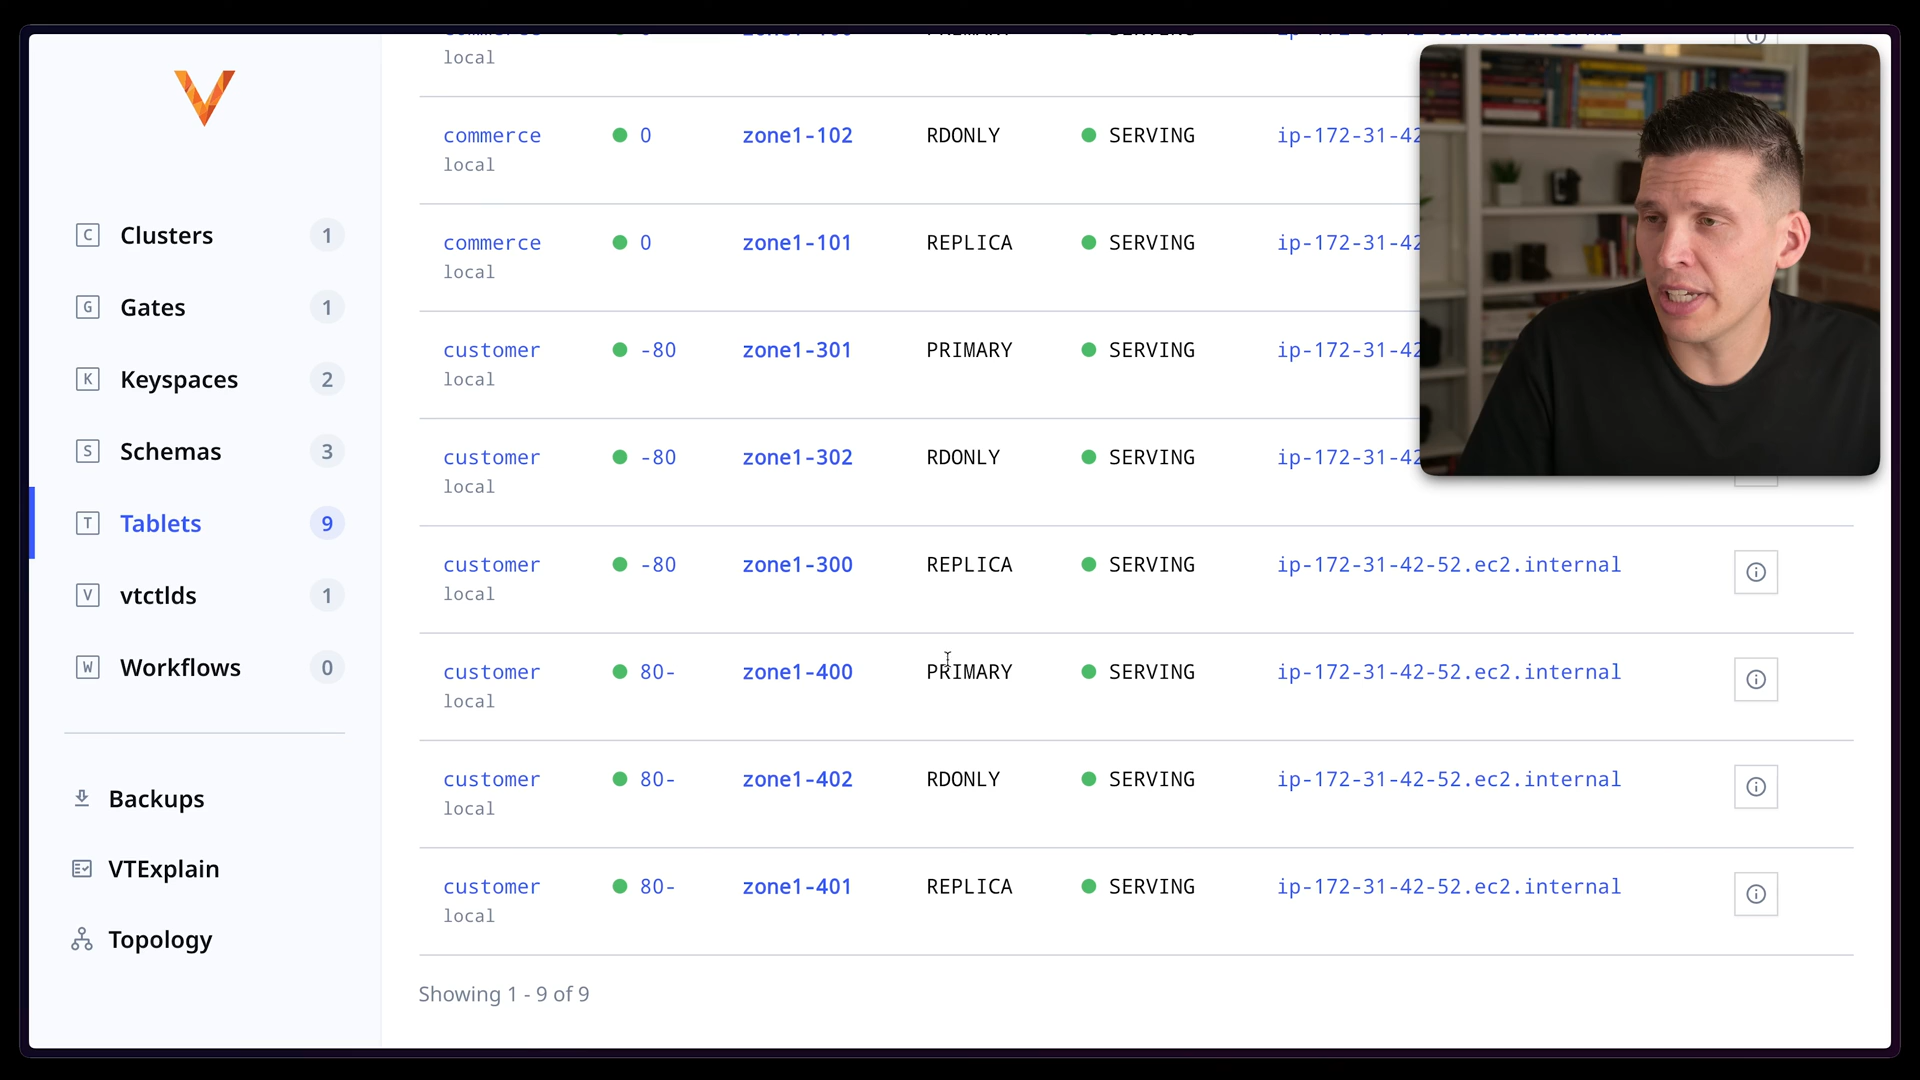 Clusters 1
Gates 1
Keyspaces 2
Schemas 3
Tablets 9
vtctlds 1
Workflows 0
Backups
VTExplain
Topology
local
commerce 0 zone1-102 RDONLY SERVING ip-172-31-42
local
commerce 0 zone1-101 REPLICA SERVING ip-172-31-42
local
customer -80 zone1-301 PRIMARY SERVING ip-172-31-42
local
customer -80 zone1-302 RDONLY SERVING ip-172-31-42
local
customer -80 zone1-300 REPLICA SERVING ip-172-31-42-52.ec2.internal
local
customer 80- zone1-400 PRIMARY SERVING ip-172-31-42-52.ec2.internal
local
customer 80- zone1-402 RDONLY SERVING ip-172-31-42-52.ec2.internal
local
customer 80- zone1-401 REPLICA SERVING ip-172-31-42-52.ec2.internal
local
Showing 1 - 9 of 9